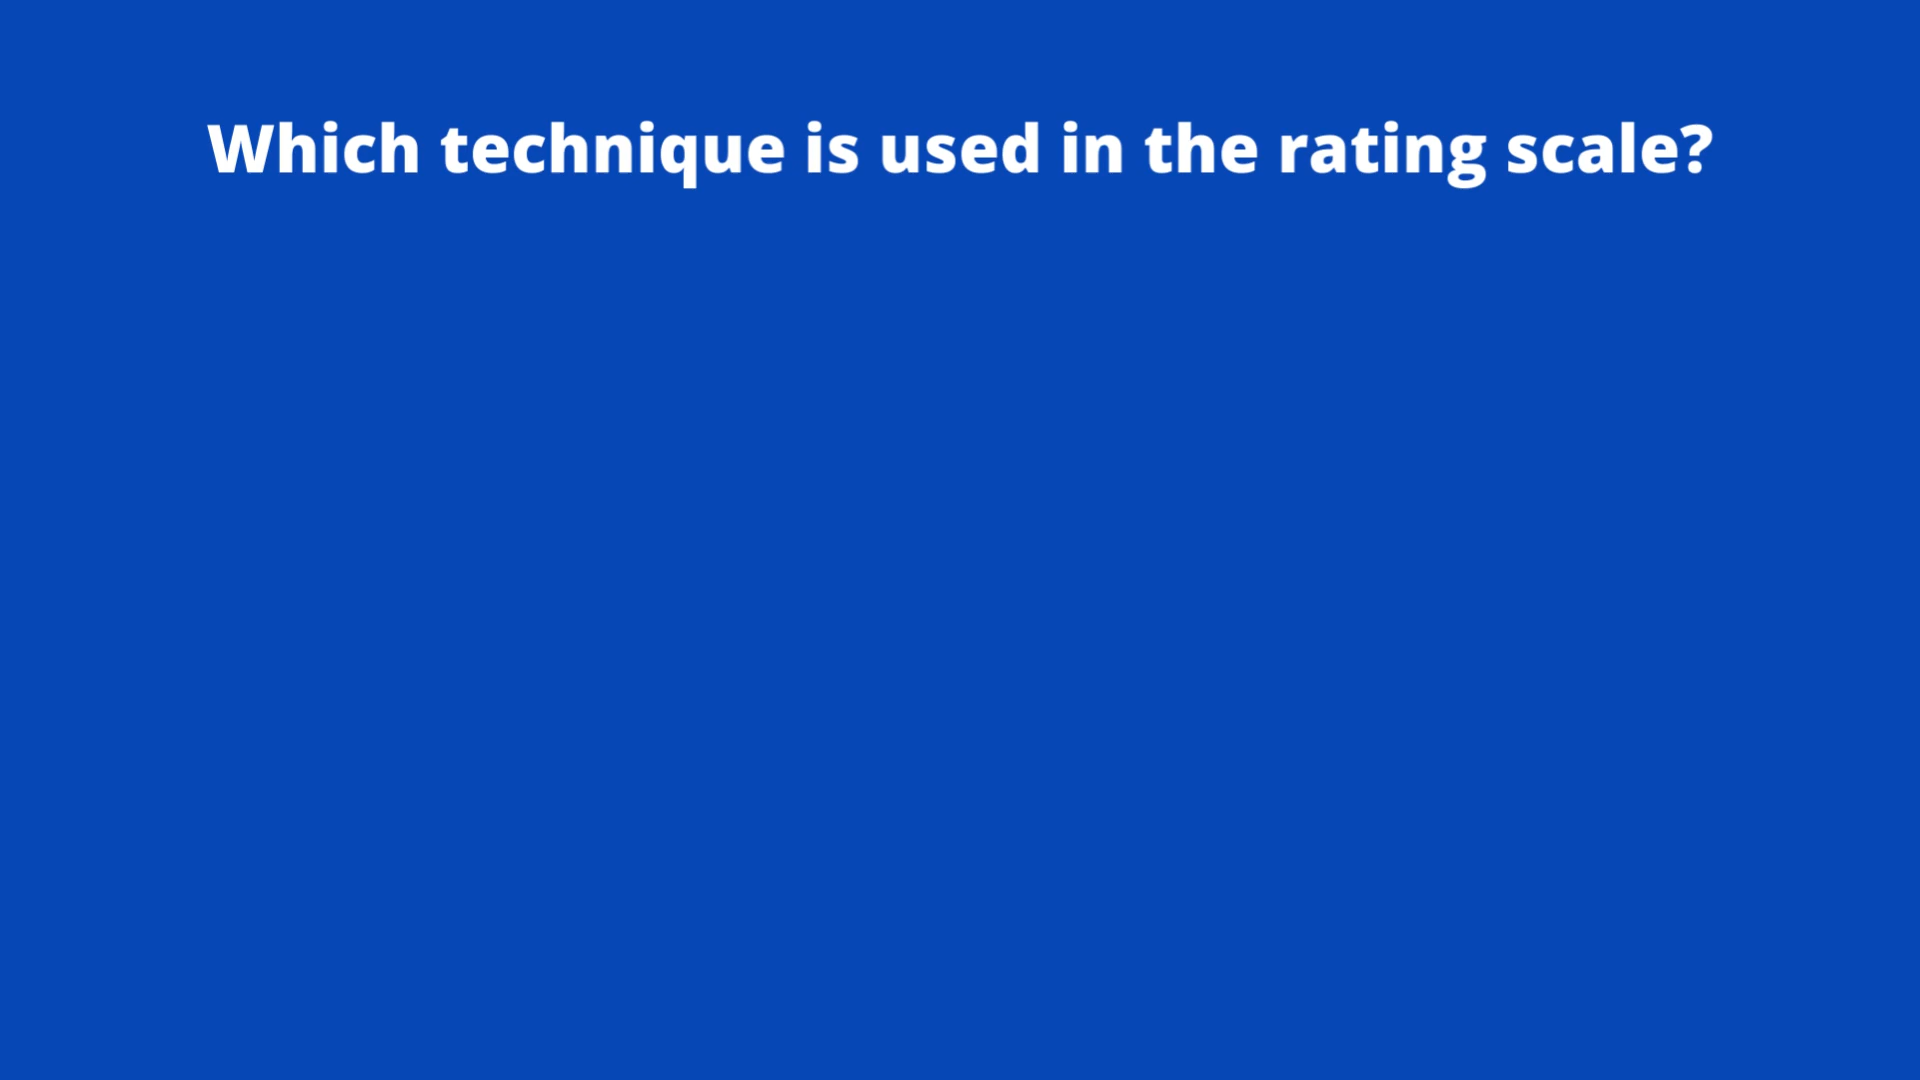 Which technique is used in the rating scale?